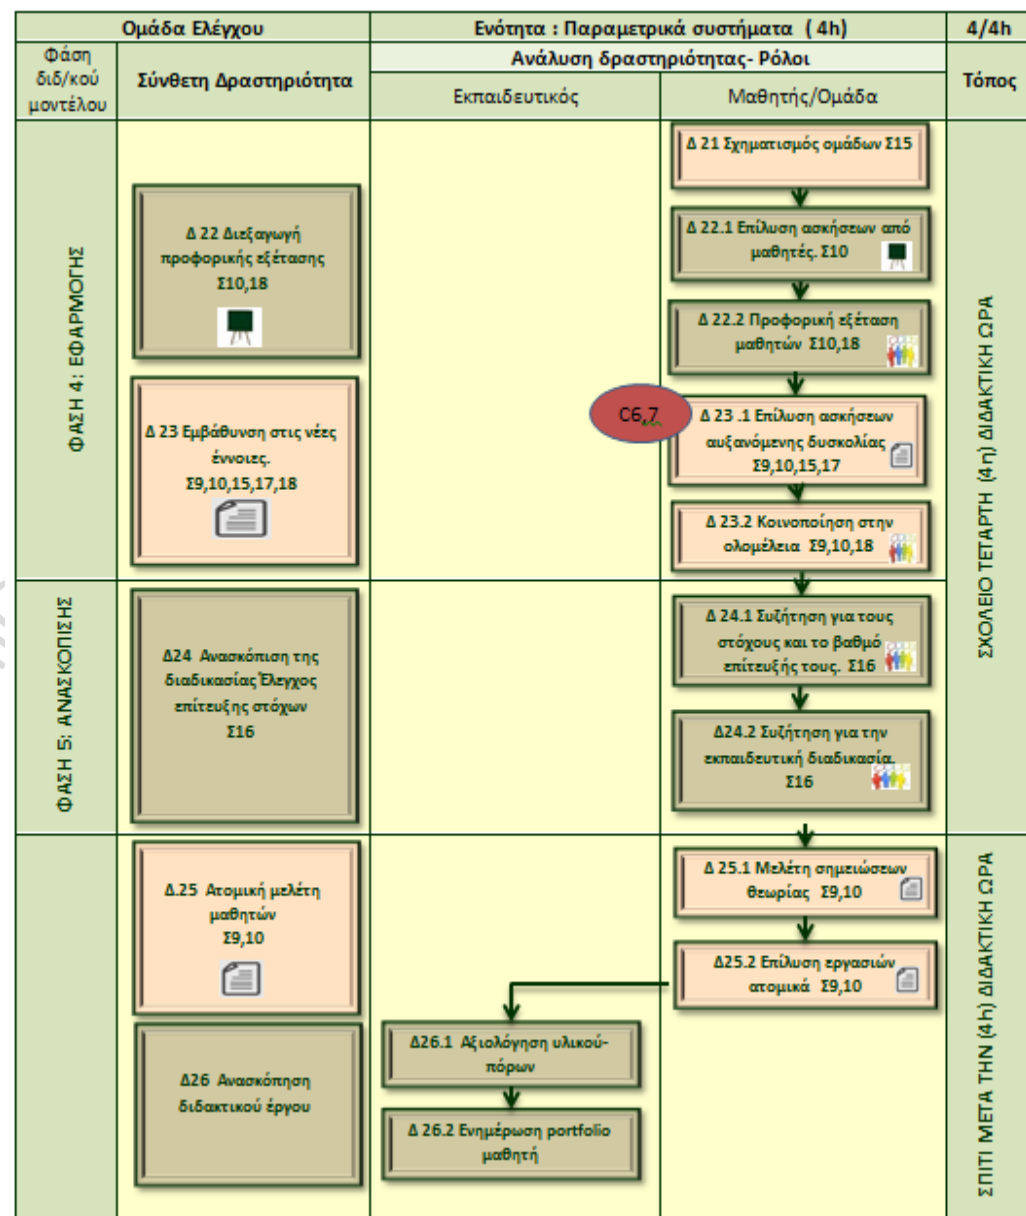 Ομάδα Ελέγχου
Ενότητα : Παραμετρικά συστήματα ( 4h)
4/4h
Φάση
διδ/κού
μοντέλου
Σύνθετη Δραστηριότητα
Ανάλυση δραστηριότητας- Ρόλοι
Εκπαιδευτικός
Μαθητής/Ομάδα
Τόπος
ΦΑΣΗ 4: ΕΦΑΡΜΟΓΗΣ
Δ 22 Διεξαγωγή
προφορικής εξέτασης
Σ10,18
Δ 23 Εμβάθυνση στις νέες
έννοιες.
Σ9,10,15,17,18
Δ 21 Σχηματισμός ομάδων Σ15
Δ 22.1 Επίλυση ασκήσεων από
μαθητές. Σ10
Δ 22.2 Προφορική εξέταση
μαθητών Σ10,18
C6,7
Δ 23 .1 Επίλυση ασκήσεων
αυξανόμενης δυσκολίας
Σ9,10,15,17
Δ 23.2 Κοινοποίηση στην
ολομέλεια Σ9,10,18
ΣΧΟΛΕΙΟ ΤΕΤΑΡΤΗ (4η) ΔΙΔΑΚΤΙΚΗ ΩΡΑ
ΦΑΣΗ 5: ΑΝΑΣΚΟΠΙΣΗΣ
Δ24 Ανασκόπιση της
διαδικασίας Έλεγχος
επίτευξης στόχων
Σ16
Δ 24.1 Συζήτηση για τους
στόχους και το βαθμό
επίτευξής τους. Σ16
Δ24.2 Συζήτηση για την
εκπαιδευτική διαδικασία.
Σ16
Δ.25 Ατομική μελέτη
μαθητών
Σ9,10
Δ 25.1 Μελέτη σημειώσεων
θεωρίας Σ9,10
Δ25.2 Επίλυση εργασιών
ατομικά Σ9,10
Δ26 Ανασκόπηση
διδακτικού έργου
Δ26.1 Αξιολόγηση υλικού-
πόρων
Δ 26.2 Ενημέρωση portfolio
μαθητή
ΣΠΙΤΙ ΜΕΤΑ ΤΗΝ (4h) ΔΙΔΑΚΤΙΚΗ ΩΡΑ